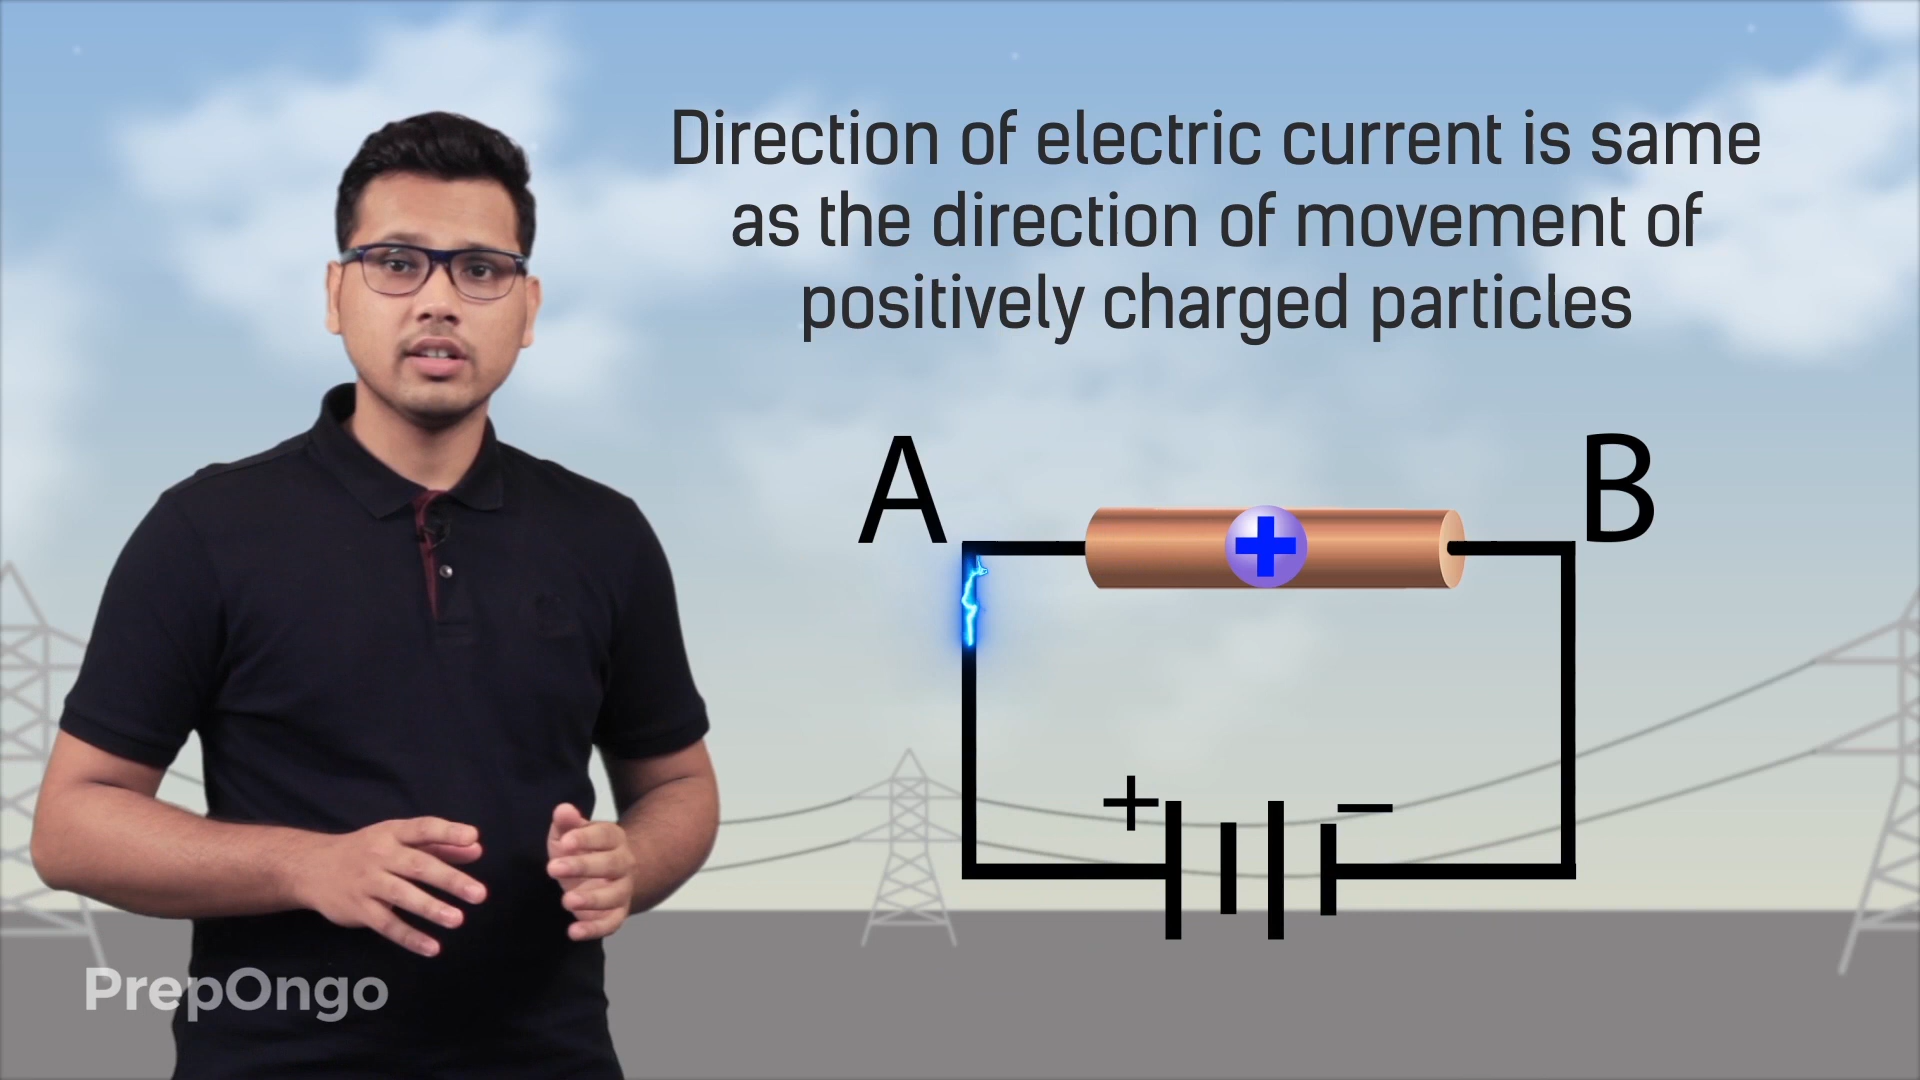 Direction of electric current is same
as the direction of movement of
positively charged particles
A
B
+
+ −
PrepOngo